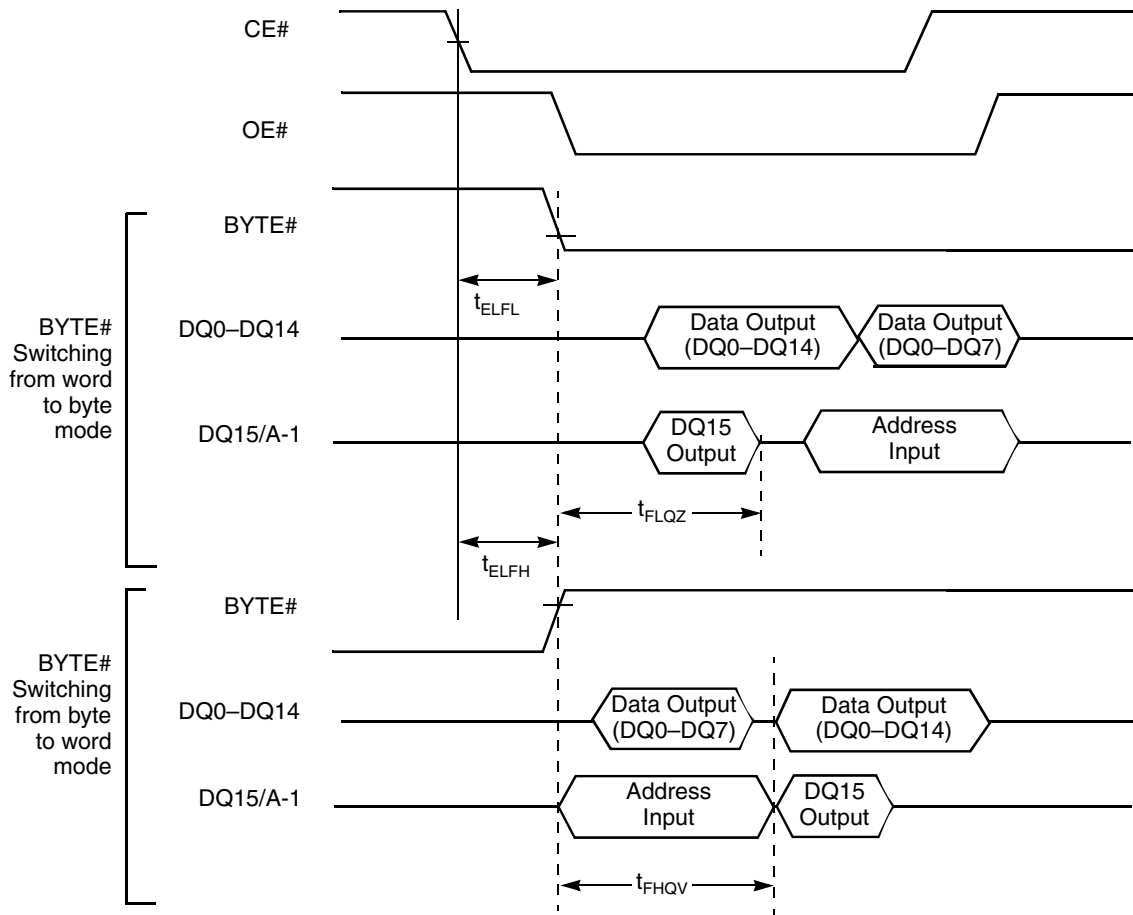 CE#
OE#
BYTE#
Switching
from word
to byte
mode
BYTE#
tELFL
DQ0–DQ14
Data Output
(DQ0–DQ14)
Data Output
(DQ0–DQ7)
DQ15/A-1
DQ15
Output
Address
Input
tFLQZ
tELFH
BYTE#
Switching
from byte
to word
mode
BYTE#
DQ0–DQ14
Data Output
(DQ0–DQ7)
Data Output
(DQ0–DQ14)
DQ15/A-1
Address
Input
DQ15
Output
tFHQV